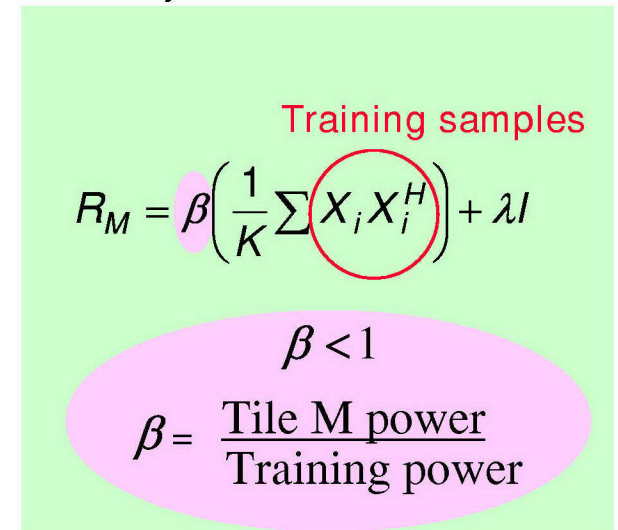 Training samples
R_M = β(1/K ∑ X_i X_i^H) + λI
β < 1
β = Tile M power / Training power